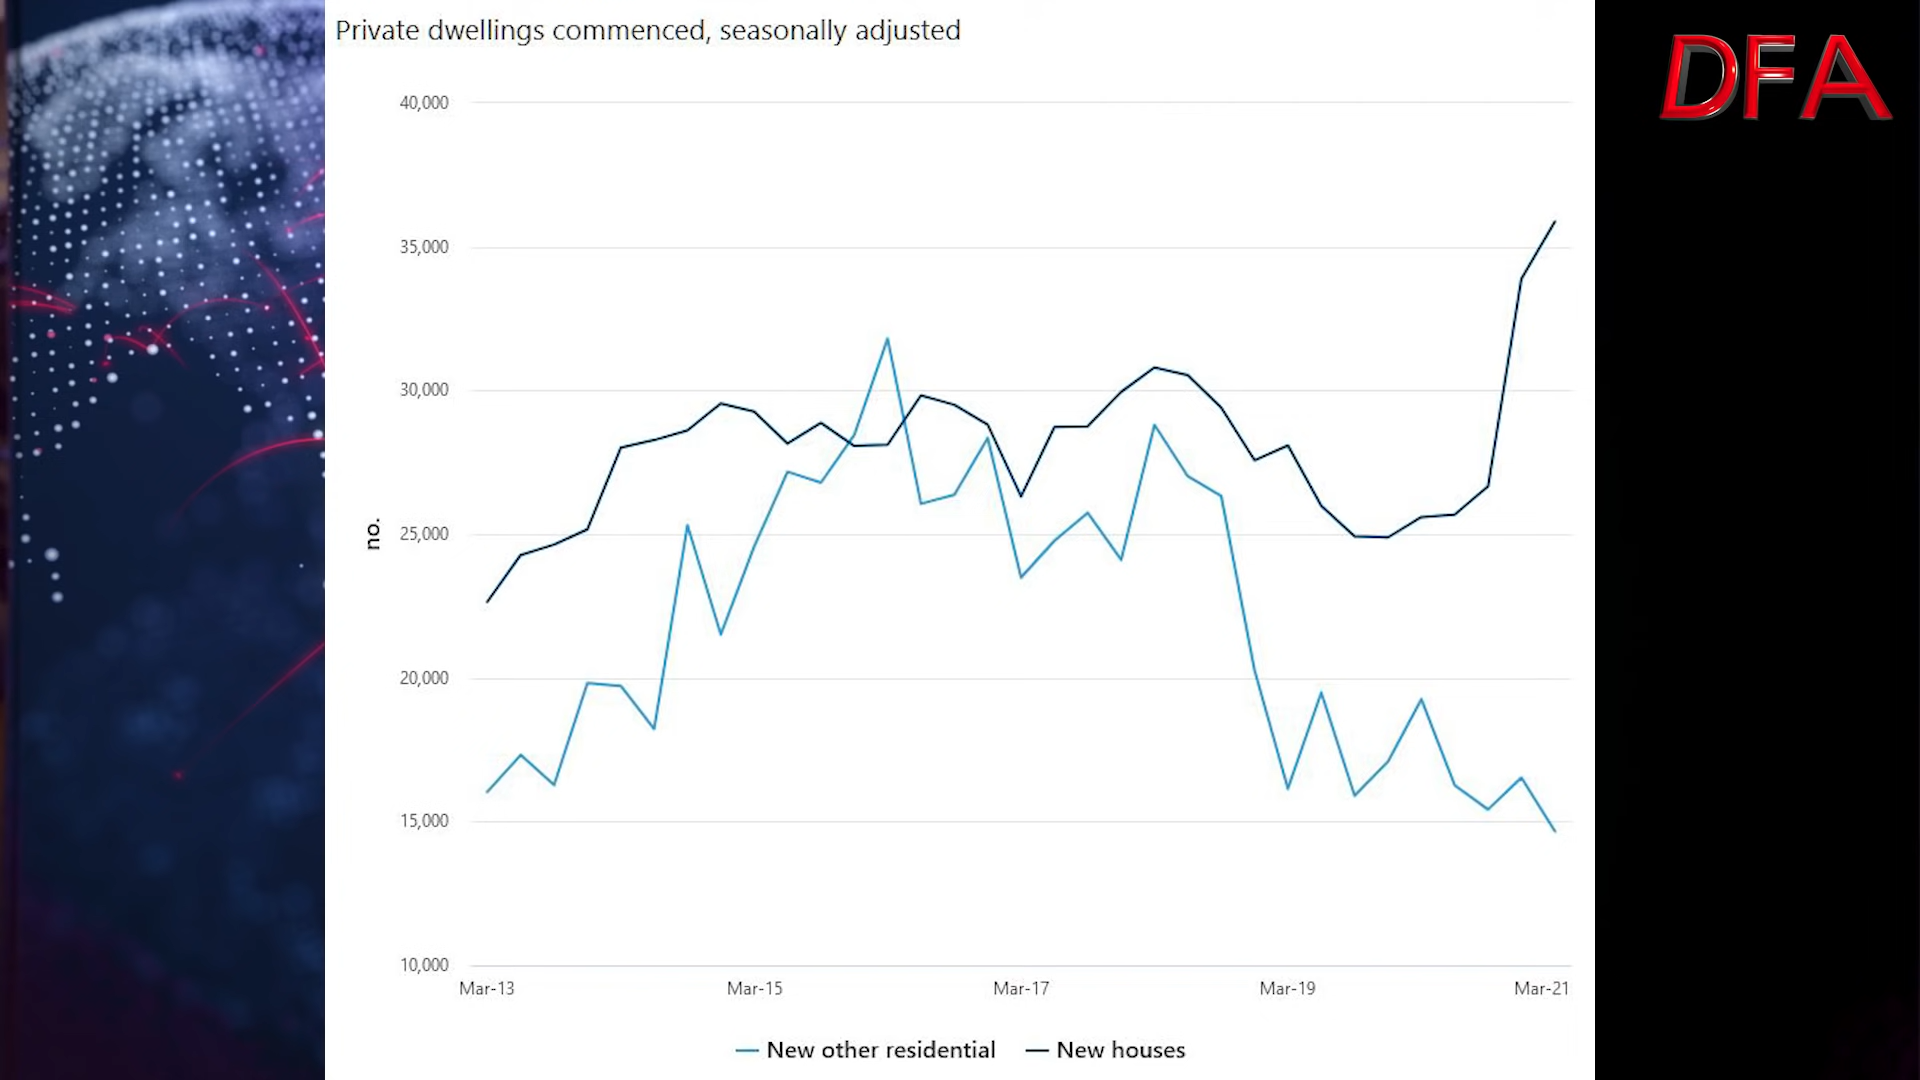 Private dwellings commenced, seasonally adjusted
DFA
40,000
35,000
30,000
25,000
no.
20,000
15,000
10,000
Mar-13 Mar-15 Mar-17 Mar-19 Mar-21
New other residential New houses